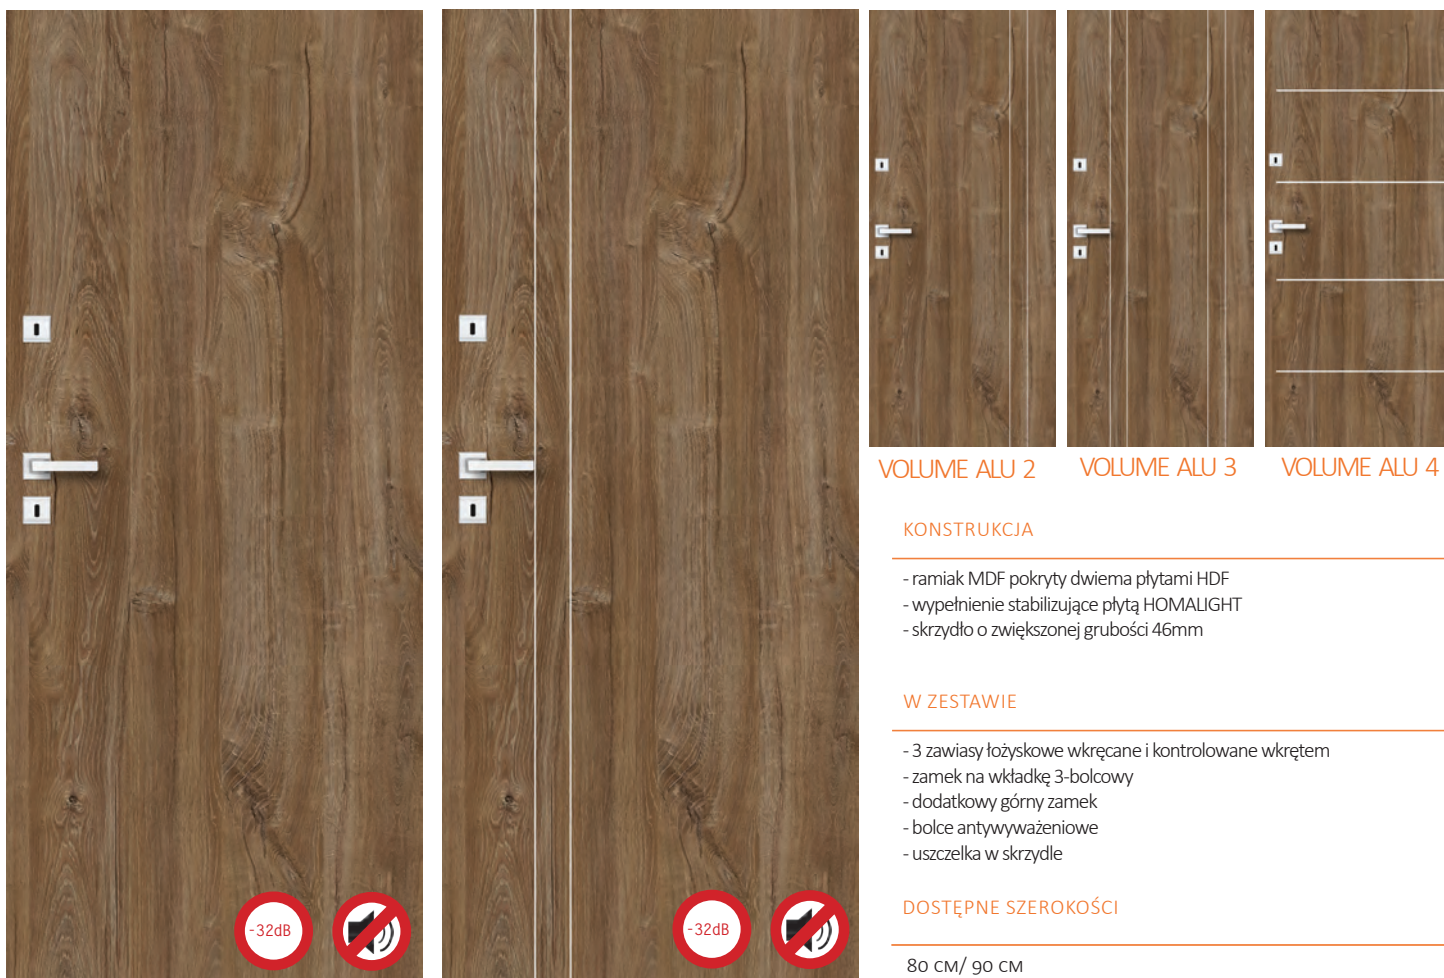 -32dB
-32dB
VOLUME ALU 2
VOLUME ALU 3
VOLUME ALU 4
KONSTRUKCJA
- ramiak MDF pokryty dwiema płytami HDF
- wypełnienie stabilizujące płytą HOMALIGHT
- skrzydło o zwiększonej grubości 46mm
W ZESTAWIE
- 3 zawiasy łożyskowe wkręcane i kontrolowane wkrętem
- zamek na wkładkę 3-bolcowy
- dodatkowy górny zamek
- bolce antywyważeniowe
- uszczelka w skrzydle
DOSTĘPNE SZEROKOŚCI
80 CM/ 90 CM